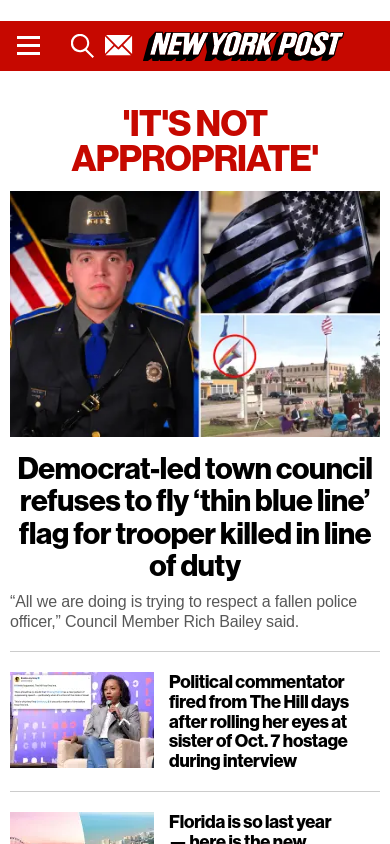 NEW YORK POST
'IT'S NOT
APPROPRIATE'
STATE
POLICE
Democrat-led town council
refuses to fly ‘thin blue line’
flag for trooper killed in line
of duty
“All we are doing is trying to respect a fallen police
officer,” Council Member Rich Bailey said.
Political commentator
fired from The Hill days
after rolling her eyes at
sister of Oct. 7 hostage
during interview
Florida is so last year
— here is the new